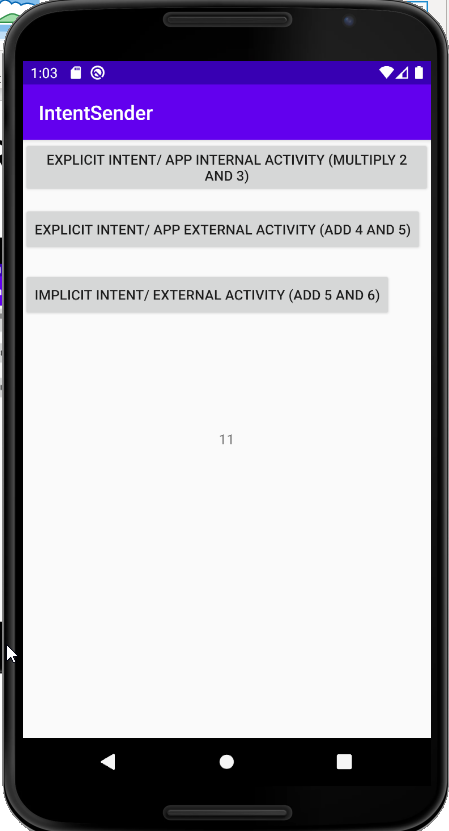 1:03
IntentSender
EXPLICIT INTENT/ APP INTERNAL ACTIVITY (MULTIPLY 2
AND 3)
EXPLICIT INTENT/ APP EXTERNAL ACTIVITY (ADD 4 AND 5)
IMPLICIT INTENT/ EXTERNAL ACTIVITY (ADD 5 AND 6)
11